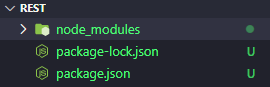 REST
node_modules
package-lock.json U
package.json U